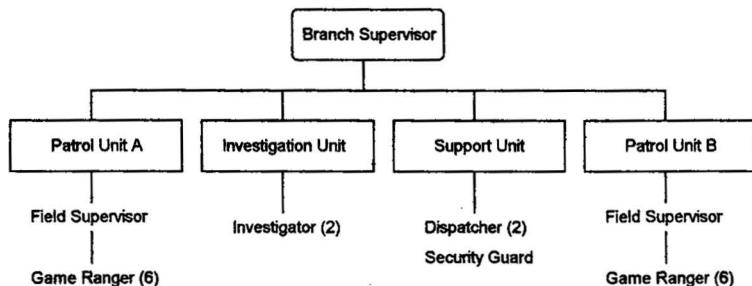 Branch Supervisor
Patrol Unit A
Investigation Unit
Support Unit
Patrol Unit B
Field Supervisor
Investigator (2)
Dispatcher (2)
Field Supervisor
Security Guard
Game Ranger (6)
Game Ranger (6)